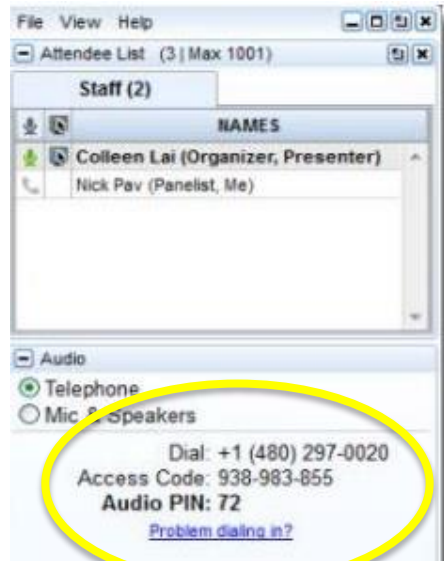 File View Help
Attendee List (3 | Max 1001)
Staff (2)
NAMES
Colleen Lai (Organizer, Presenter)
Nick Pav (Panelist, Me)
Audio
Telephone
Mic & Speakers
Dial: +1 (480) 297-0020
Access Code: 938-983-855
Audio PIN: 72
Problem dialing in?